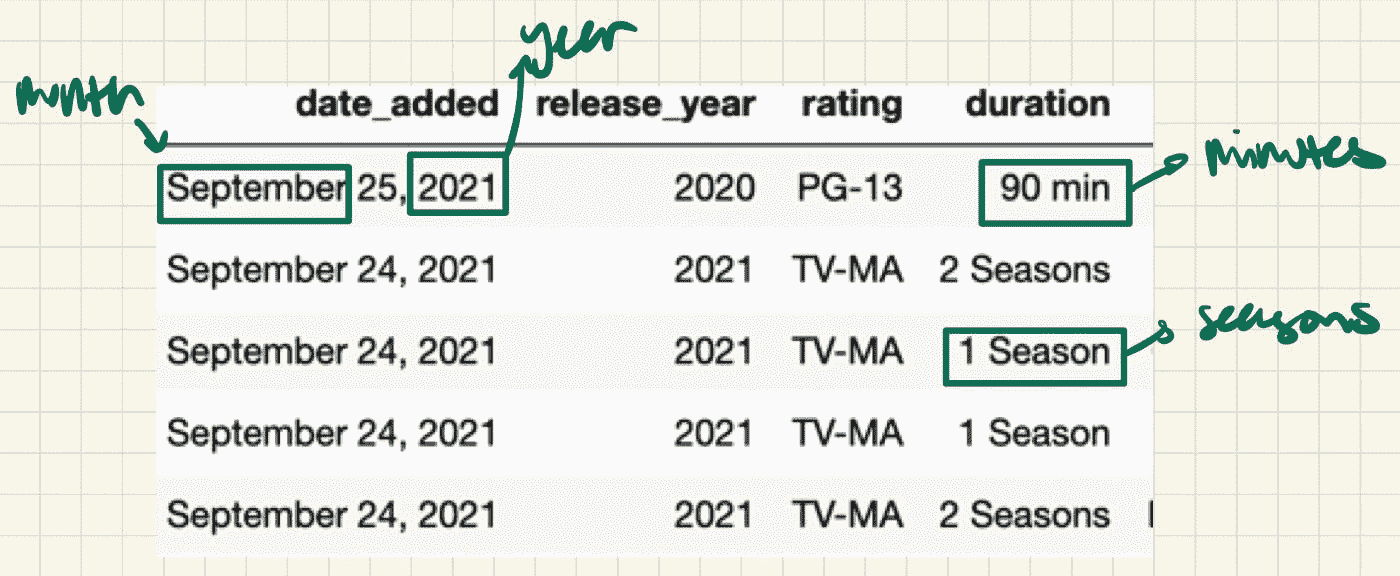 year
month
date_added release_year rating duration
minutes
September 25, 2021 2020 PG-13 90 min
September 24, 2021 2021 TV-MA 2 Seasons
seasons
September 24, 2021 2021 TV-MA 1 Season
September 24, 2021 2021 TV-MA 1 Season
September 24, 2021 2021 TV-MA 2 Seasons